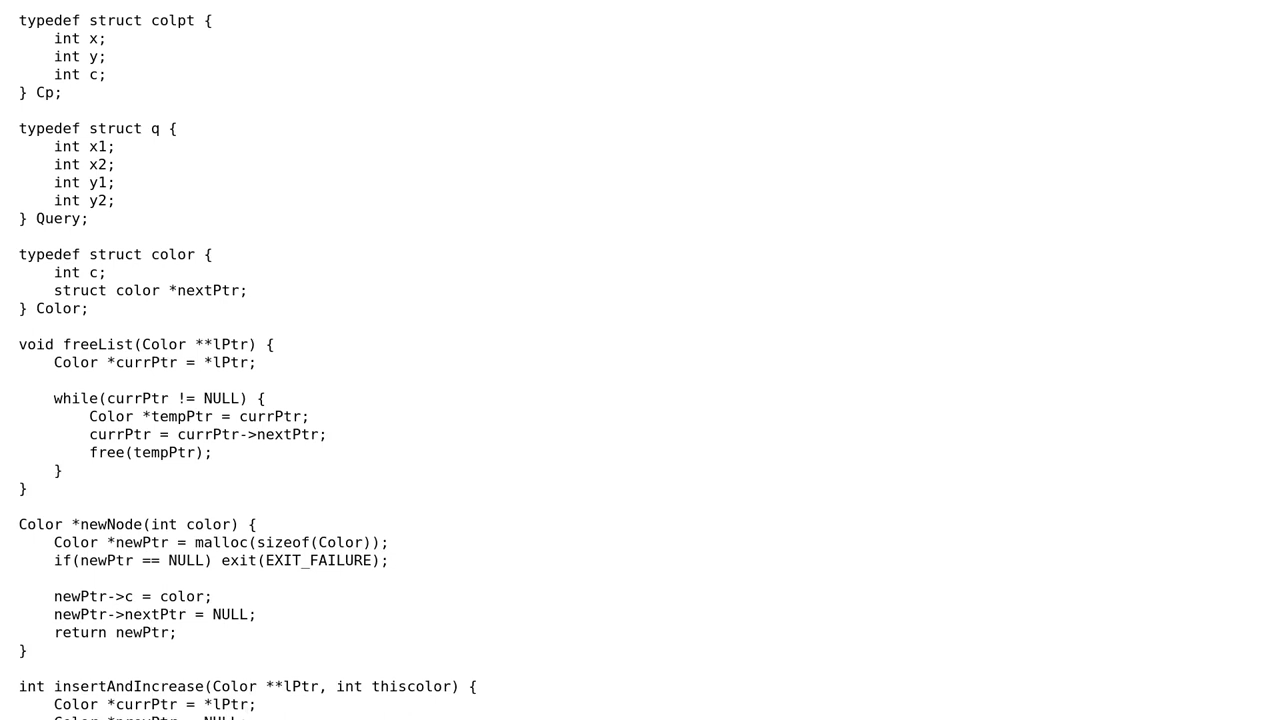 typedef struct colpt {
    int x;
    int y;
    int c;
} Cp;

typedef struct q {
    int x1;
    int x2;
    int y1;
    int y2;
} Query;

typedef struct color {
    int c;
    struct color *nextPtr;
} Color;

void freeList(Color **lPtr) {
    Color *currPtr = *lPtr;

    while(currPtr != NULL) {
        Color *tempPtr = currPtr;
        currPtr = currPtr->nextPtr;
        free(tempPtr);
    }
}

Color *newNode(int color) {
    Color *newPtr = malloc(sizeof(Color));
    if(newPtr == NULL) exit(EXIT_FAILURE);

    newPtr->c = color;
    newPtr->nextPtr = NULL;
    return newPtr;
}

int insertAndIncrease(Color **lPtr, int thiscolor) {
    Color *currPtr = *lPtr;
    Color *prevPtr = NULL;